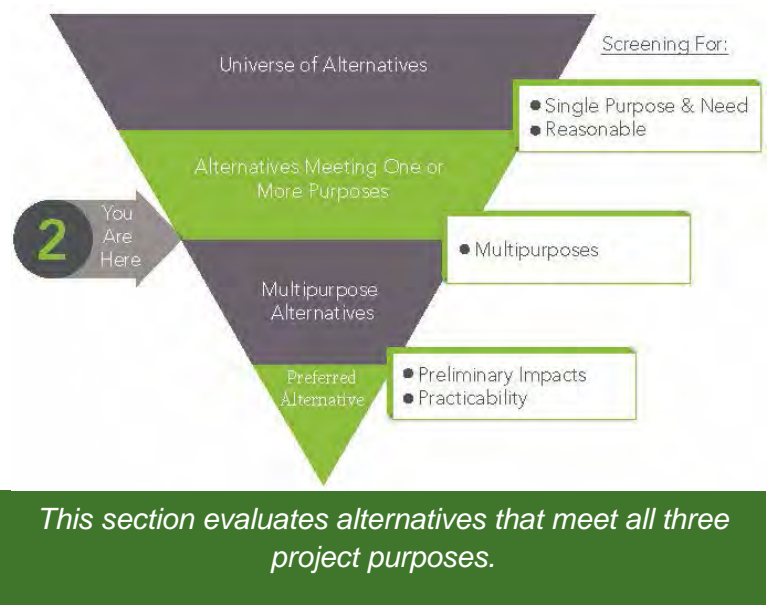 Screening For:
Universe of Alternatives
● Single Purpose & Need
● Reasonable
Alternatives Meeting One or
More Purposes
2
You
Are
Here
● Multipurposes
Multipurpose
Alternatives
Preferred
Alternative
● Preliminary Impacts
● Practicability
This section evaluates alternatives that meet all three
project purposes.